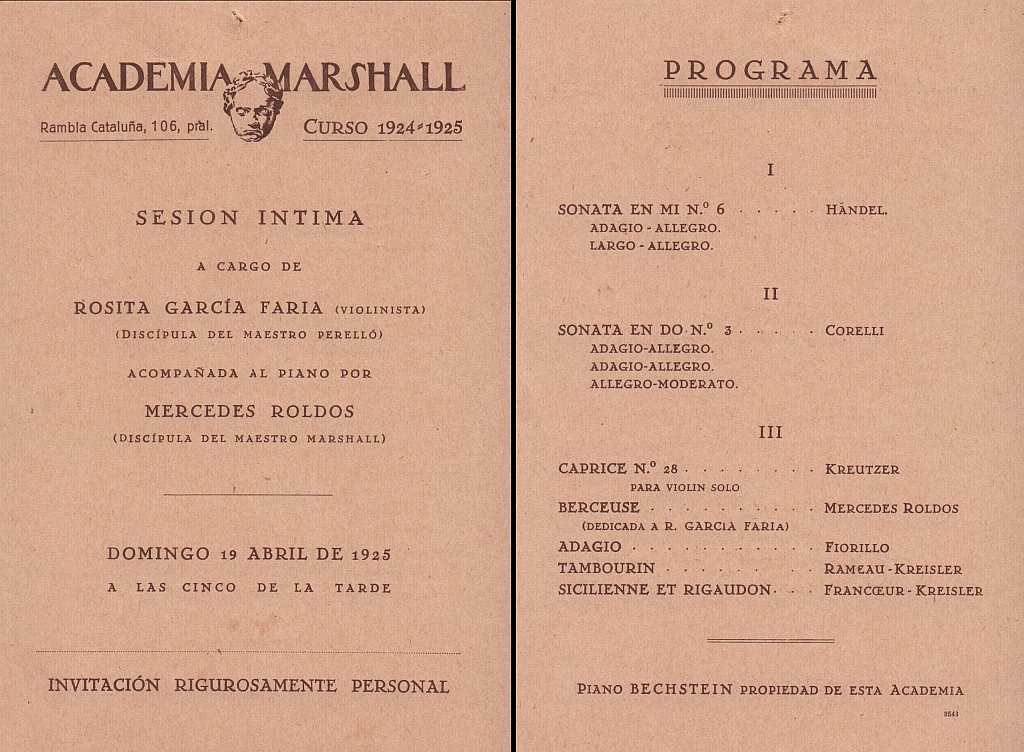 ACADEMIA MARSHALL
Rambla Cataluña, 106, pral.
CURSO 1924-1925
SESION INTIMA
A CARGO DE
ROSITA GARCÍA FARIA (VIOLINISTA)
(DISCÍPULA DEL MAESTRO PERELLÓ)
ACOMPAÑADA AL PIANO POR
MERCEDES ROLDOS
(DISCÍPULA DEL MAESTRO MARSHALL)
DOMINGO 19 ABRIL DE 1925
A LAS CINCO DE LA TARDE
INVITACIÓN RIGUROSAMENTE PERSONAL
PROGRAMA
I
SONATA EN MI N.º 6 . . . . . HÄNDEL.
ADAGIO - ALLEGRO.
LARGO - ALLEGRO.
II
SONATA EN DO N.º 3 . . . . . CORELLI
ADAGIO-ALLEGRO.
ADAGIO-ALLEGRO.
ALLEGRO-MODERATO.
III
CAPRICE N.º 28 . . . . . . . . KREUTZER
PARA VIOLIN SOLO
BERCEUSE . . . . . . . . . . MERCEDES ROLDOS
(DEDICADA A R. GARCIA FARIA)
ADAGIO . . . . . . . . . . . FIORILLO
TAMBOURIN . . . . . . . . RAMEAU-KREISLER
SICILIENNE ET RIGAUDON . . . FRANCŒUR-KREISLER
PIANO BECHSTEIN PROPIEDAD DE ESTA ACADEMIA